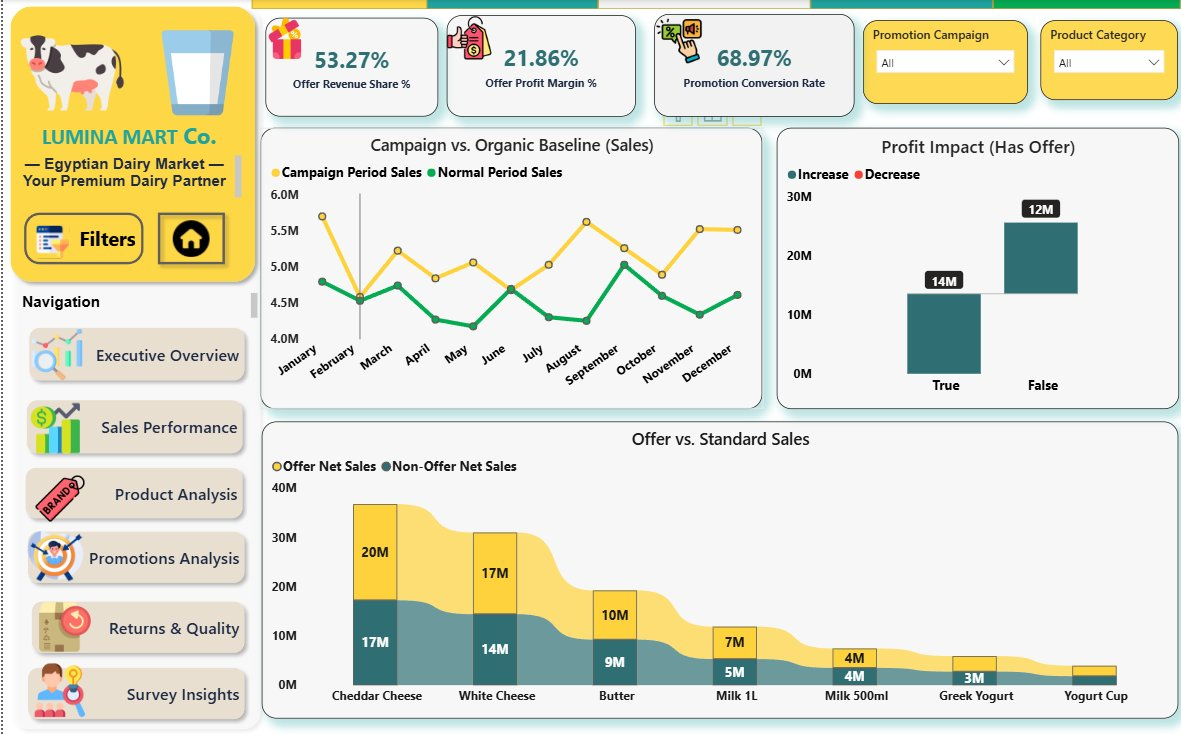 LUMINA MART Co.
— Egyptian Dairy Market —
Your Premium Dairy Partner
Filters
Navigation
Executive Overview
Sales Performance
BRAND
Product Analysis
Promotions Analysis
Returns & Quality
Survey Insights
53.27%
Offer Revenue Share %
21.86%
Offer Profit Margin %
68.97%
Promotion Conversion Rate
Promotion Campaign
All
Product Category
All
Campaign vs. Organic Baseline (Sales)
Campaign Period Sales Normal Period Sales
6.0M
5.5M
5.0M
4.5M
4.0M
January February March April May June July August September October November December
Profit Impact (Has Offer)
Increase Decrease
30M
20M
10M
0M
14M
12M
True False
Offer vs. Standard Sales
Offer Net Sales Non-Offer Net Sales
40M
30M
20M
10M
0M
20M
17M
17M
14M
10M
9M
7M
5M
4M
4M
3M
Cheddar Cheese White Cheese Butter Milk 1L Milk 500ml Greek Yogurt Yogurt Cup